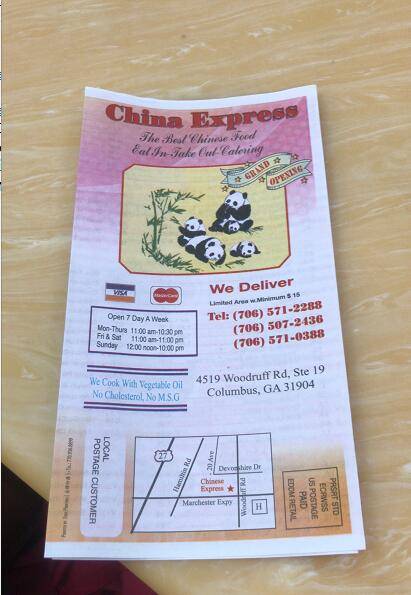 China Express
The Best Chinese Food
Eat In-Take Out-Catering
GRAND
OPENING
VISA
MasterCard
We Deliver
Limited Area w.Minimum $ 15
Tel: (706) 571-2288
(706) 507-2436
(706) 571-0388
Open 7 Day A Week
Mon-Thurs 11:00 am-10:30 pm
Fri & Sat 11:00 am-11:00 pm
Sunday 12:00 noon-10:00 pm
We Cook With Vegetable Oil
No Cholesterol, No M.S.G
4519 Woodruff Rd, Ste 19
Columbus, GA 31904
LOCAL
POSTAGE CUSTOMER
27
Hamilton Rd
20 Ave
Devonshire Dr
Chinese
Express
Woodruff Rd
Marchester Expy
H
PRSRT STD
ECRWSS
US POSTAGE
PAID
EDDM RETAIL